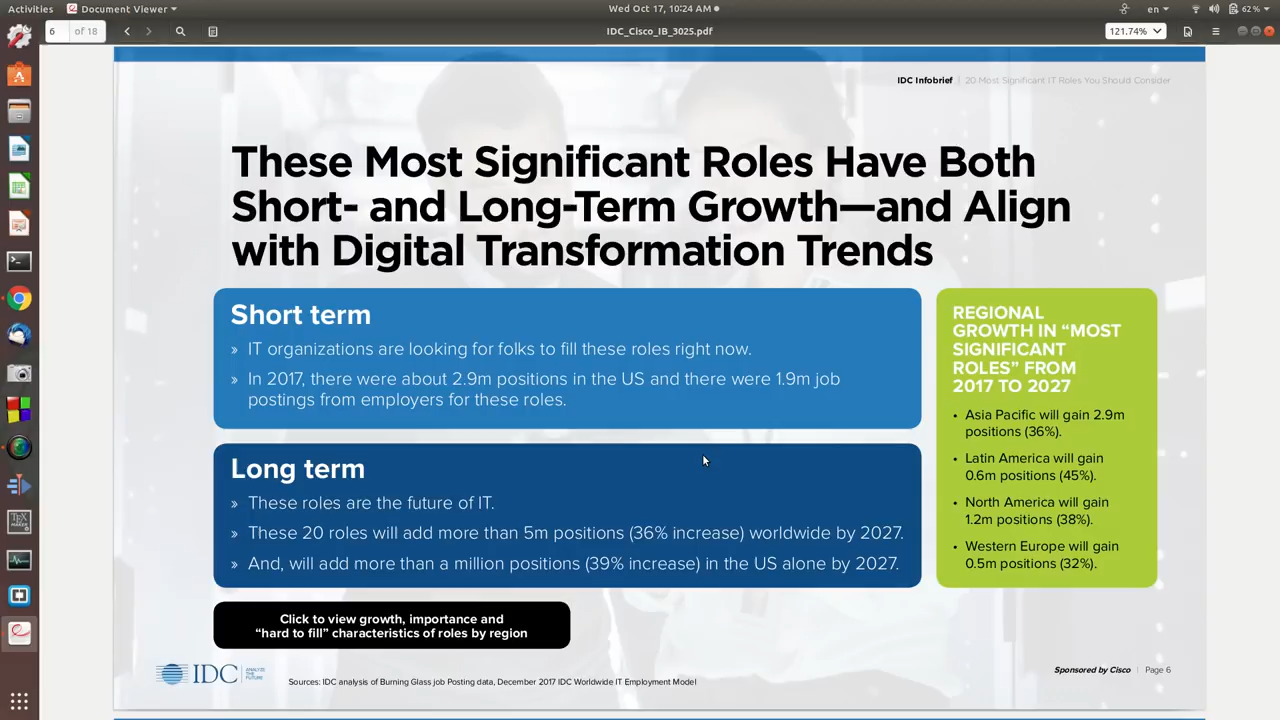 Activities
Document Viewer
Wed Oct 17, 10:24 AM
en
62%
6
of 18
IDC_Cisco_IB_3025.pdf
121.74%
IDC Infobrief | 20 Most Significant IT Roles You Should Consider
These Most Significant Roles Have Both
Short- and Long-Term Growth—and Align
with Digital Transformation Trends
Short term
» IT organizations are looking for folks to fill these roles right now.
» In 2017, there were about 2.9m positions in the US and there were 1.9m job
postings from employers for these roles.
Long term
» These roles are the future of IT.
» These 20 roles will add more than 5m positions (36% increase) worldwide by 2027.
» And, will add more than a million positions (39% increase) in the US alone by 2027.
REGIONAL
GROWTH IN “MOST
SIGNIFICANT
ROLES” FROM
2017 TO 2027
• Asia Pacific will gain 2.9m
positions (36%).
• Latin America will gain
0.6m positions (45%).
• North America will gain
1.2m positions (38%).
• Western Europe will gain
0.5m positions (32%).
Click to view growth, importance and
“hard to fill” characteristics of roles by region
IDC
ANALYZE
THE
FUTURE
Sources: IDC analysis of Burning Glass job Posting data, December 2017 IDC Worldwide IT Employment Model
Sponsored by Cisco | Page 6